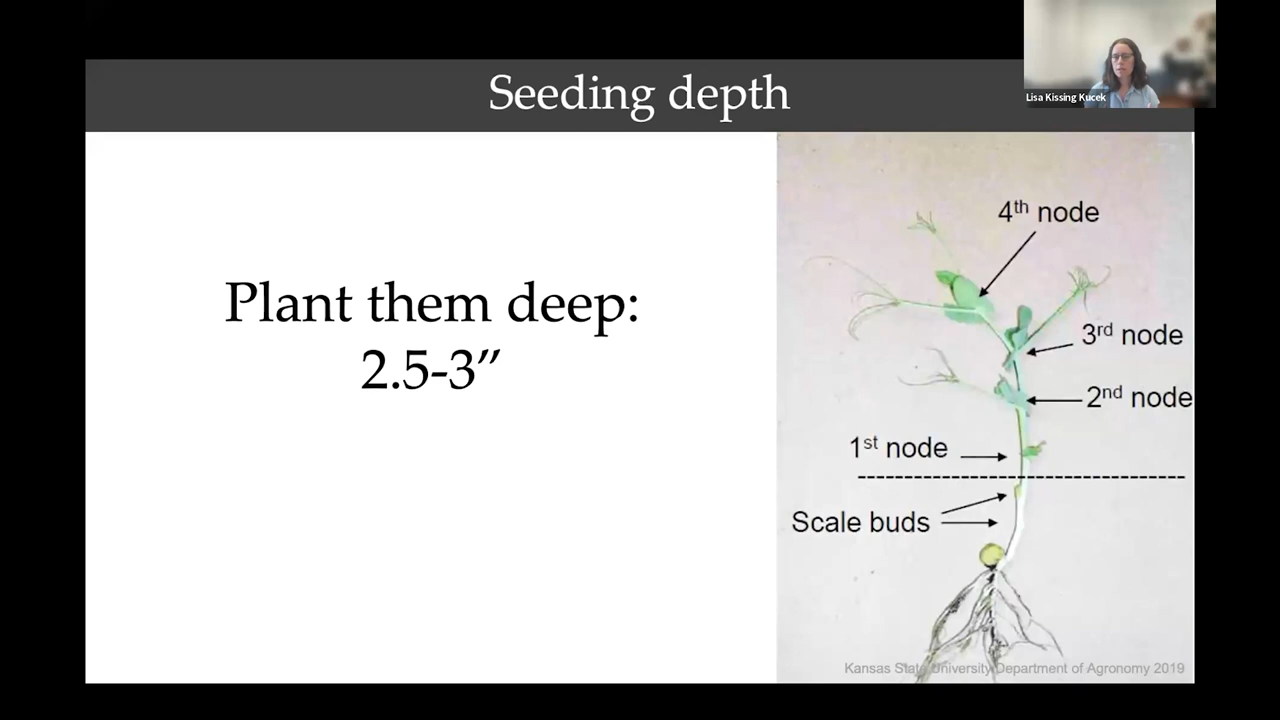 Seeding depth
Lisa Kissing Kucek
Plant them deep:
2.5-3”
4th node
3rd node
2nd node
1st node
Scale buds
Kansas State University Department of Agronomy 2019